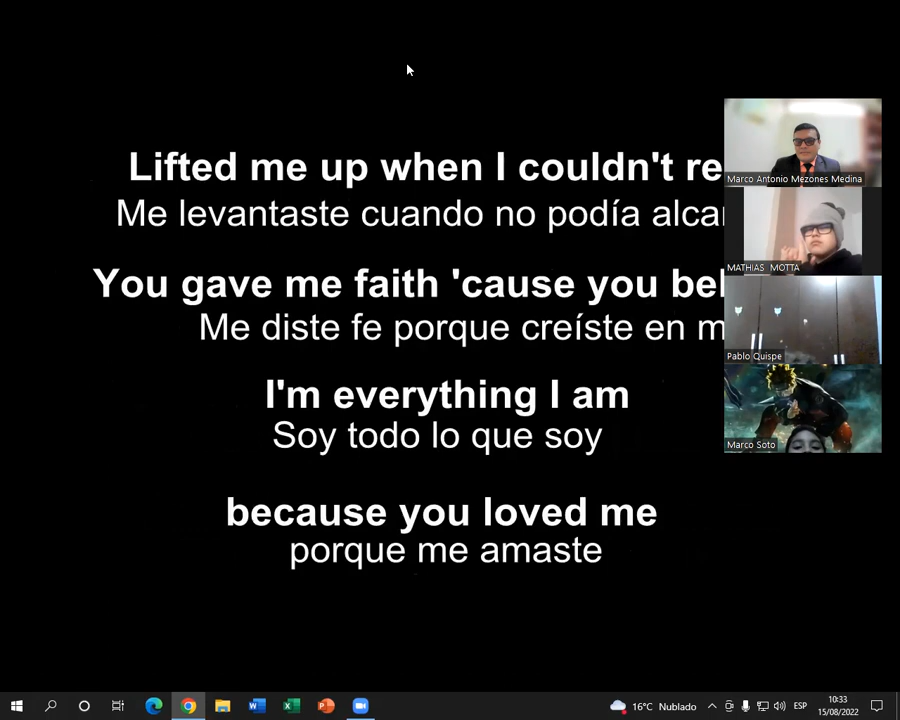 Lifted me up when I couldn't re
Me levantaste cuando no podía alca
You gave me faith 'cause you bel
Me diste fe porque creíste en m
I'm everything I am
Soy todo lo que soy
because you loved me
porque me amaste
Marco Antonio Mezones Medina
MATHIAS MOTTA
Pablo Quispe
Marco Soto
16°C Nublado
ESP
10:33
15/08/2022